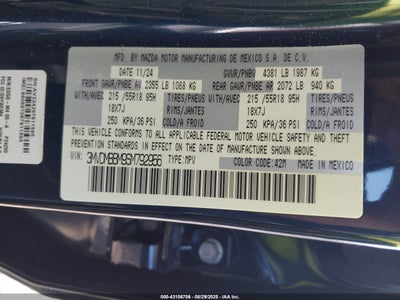 MFD BY MAZDA MOTOR MANUFACTURING DE MEXICO S.A. DE C.V.
DATE 11/24 GVWR/PNBV 4381 LB 1987 KG
FRONT GAWR/PNBE AV 2355 LB 1068 KG REAR GAWR/PNBE AR 2072 LB 940 KG
215 /55R18 95H TIRES/PNEUS 215 /55R18 95H
WITH/AVEC 18X7J RIMS/JANTES WITH/AVEC 18X7J RIMS/JANTES
250 KPA/36 PSI COLD/A FROID 250 KPA/36 PSI COLD/A FROID
THIS VEHICLE CONFORMS TO ALL APPLICABLE U.S. FEDERAL
MOTOR VEHICLE SAFETY, BUMPER, AND THEFT PREVENTION
STANDARDS IN EFFECT ON THE DATE OF
MANUFACTURE SHOWN ABOVE.
VIN: TYPE: MPV
EXT. COLOR CODE: 42M MADE IN MEXICO
000-43106706 - 08/29/2025 - IAAHQ